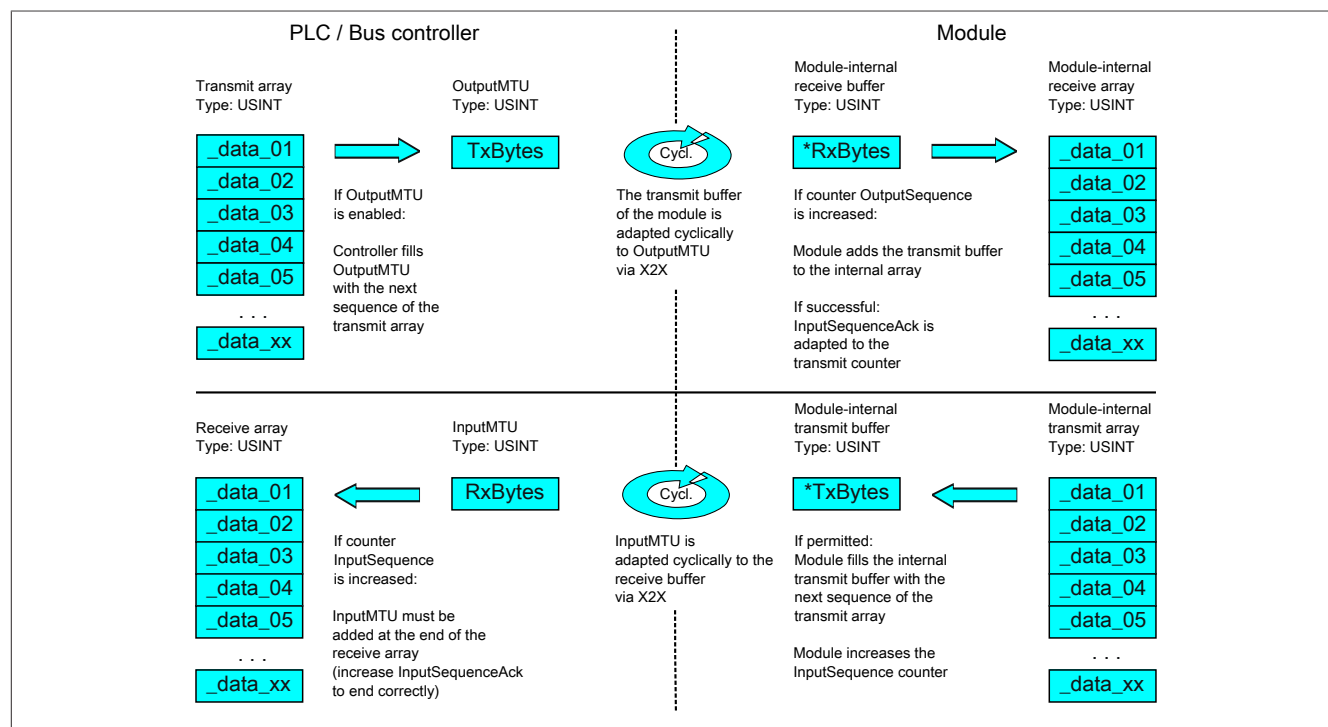 PLC / Bus controller
Module
Transmit array
Type: USINT
OutputMTU
Type: USINT
Module-internal
receive buffer
Type: USINT
Module-internal
receive array
Type: USINT
_data_01
_data_02
_data_03
_data_04
_data_05
. . .
_data_xx
If OutputMTU
is enabled:
Controller fills
OutputMTU
with the next
sequence of the
transmit array
TxBytes
Cycl.
The transmit buffer
of the module is
adapted cyclically
to OutputMTU
via X2X
*RxBytes
If counter OutputSequence
is increased:
Module adds the transmit buffer
to the internal array
If successful:
InputSequenceAck is
adapted to the
transmit counter
_data_01
_data_02
_data_03
_data_04
_data_05
. . .
_data_xx
Receive array
Type: USINT
InputMTU
Type: USINT
Module-internal
transmit buffer
Type: USINT
Module-internal
transmit array
Type: USINT
_data_01
_data_02
_data_03
_data_04
_data_05
. . .
_data_xx
If counter
InputSequence
is increased:
InputMTU must be
added at the end of the
receive array
(increase InputSequenceAck
to end correctly)
RxBytes
Cycl.
InputMTU is
adapted cyclically to the
receive buffer
via X2X
*TxBytes
If permitted:
Module fills the internal
transmit buffer with the
next sequence of the
transmit array
Module increases the
InputSequence counter
_data_01
_data_02
_data_03
_data_04
_data_05
. . .
_data_xx